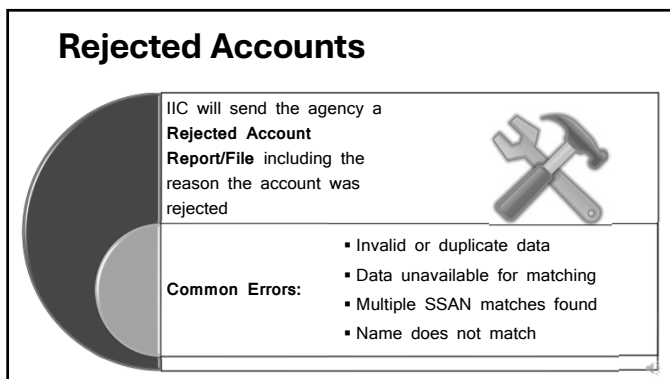 Rejected Accounts
IIC will send the agency a
Rejected Account
Report/File including the
reason the account was
rejected
Common Errors:
▪ Invalid or duplicate data
▪ Data unavailable for matching
▪ Multiple SSAN matches found
▪ Name does not match